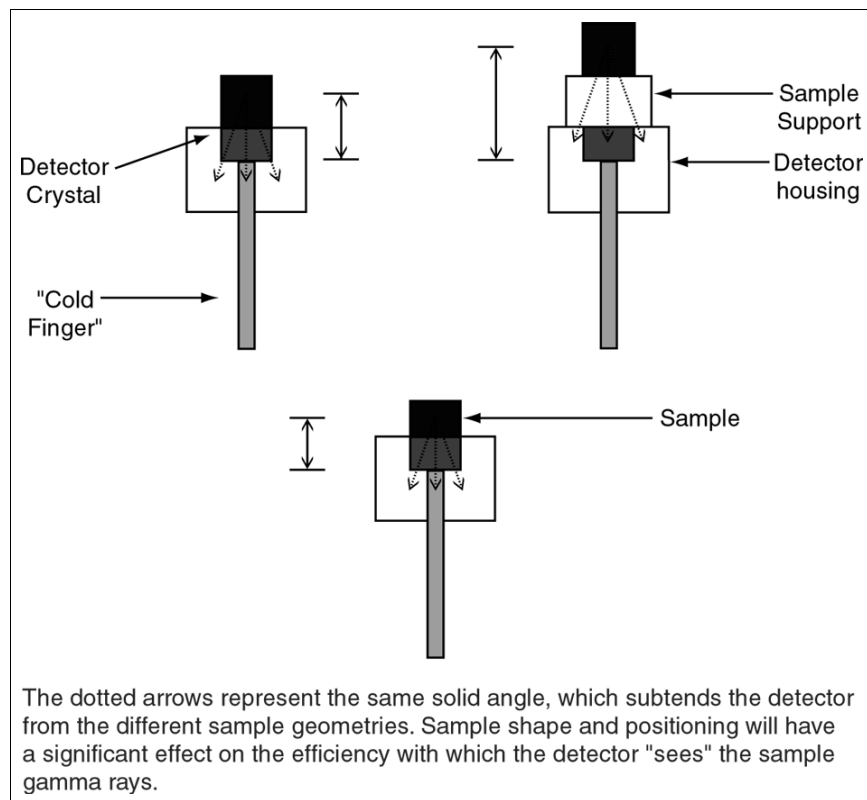 Detector
Crystal
"Cold
Finger"
Sample
Support
Detector
housing
Sample
The dotted arrows represent the same solid angle, which subtends the detector
from the different sample geometries. Sample shape and positioning will have
a significant effect on the efficiency with which the detector "sees" the sample
gamma rays.